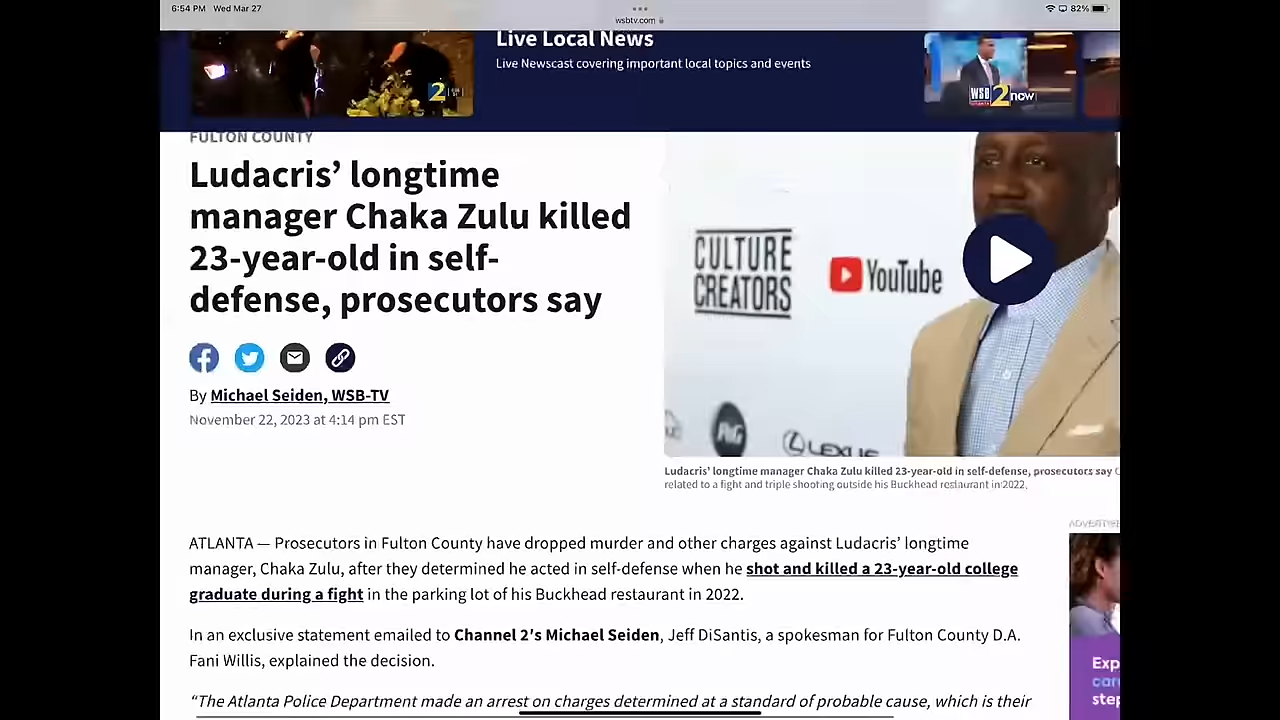 6:54 PM Wed Mar 27
wsbtv.com
82%
Live Local News
Live Newscast covering important local topics and events
2
WSB 2 now
FULTON COUNTY
Ludacris’ longtime
manager Chaka Zulu killed
23-year-old in self-
defense, prosecutors say
By Michael Seiden, WSB-TV
November 22, 2023 at 4:14 pm EST
CULTURE
CREATORS
YouTube
LEXUS
Ludacris’ longtime manager Chaka Zulu killed 23-year-old in self-defense, prosecutors say
related to a fight and triple shooting outside his Buckhead restaurant in 2022.
ATLANTA — Prosecutors in Fulton County have dropped murder and other charges against Ludacris’ longtime
manager, Chaka Zulu, after they determined he acted in self-defense when he shot and killed a 23-year-old college
graduate during a fight in the parking lot of his Buckhead restaurant in 2022.
In an exclusive statement emailed to Channel 2’s Michael Seiden, Jeff DiSantis, a spokesman for Fulton County D.A.
Fani Willis, explained the decision.
“The Atlanta Police Department made an arrest on charges determined at a standard of probable cause, which is their
Exp
car
step